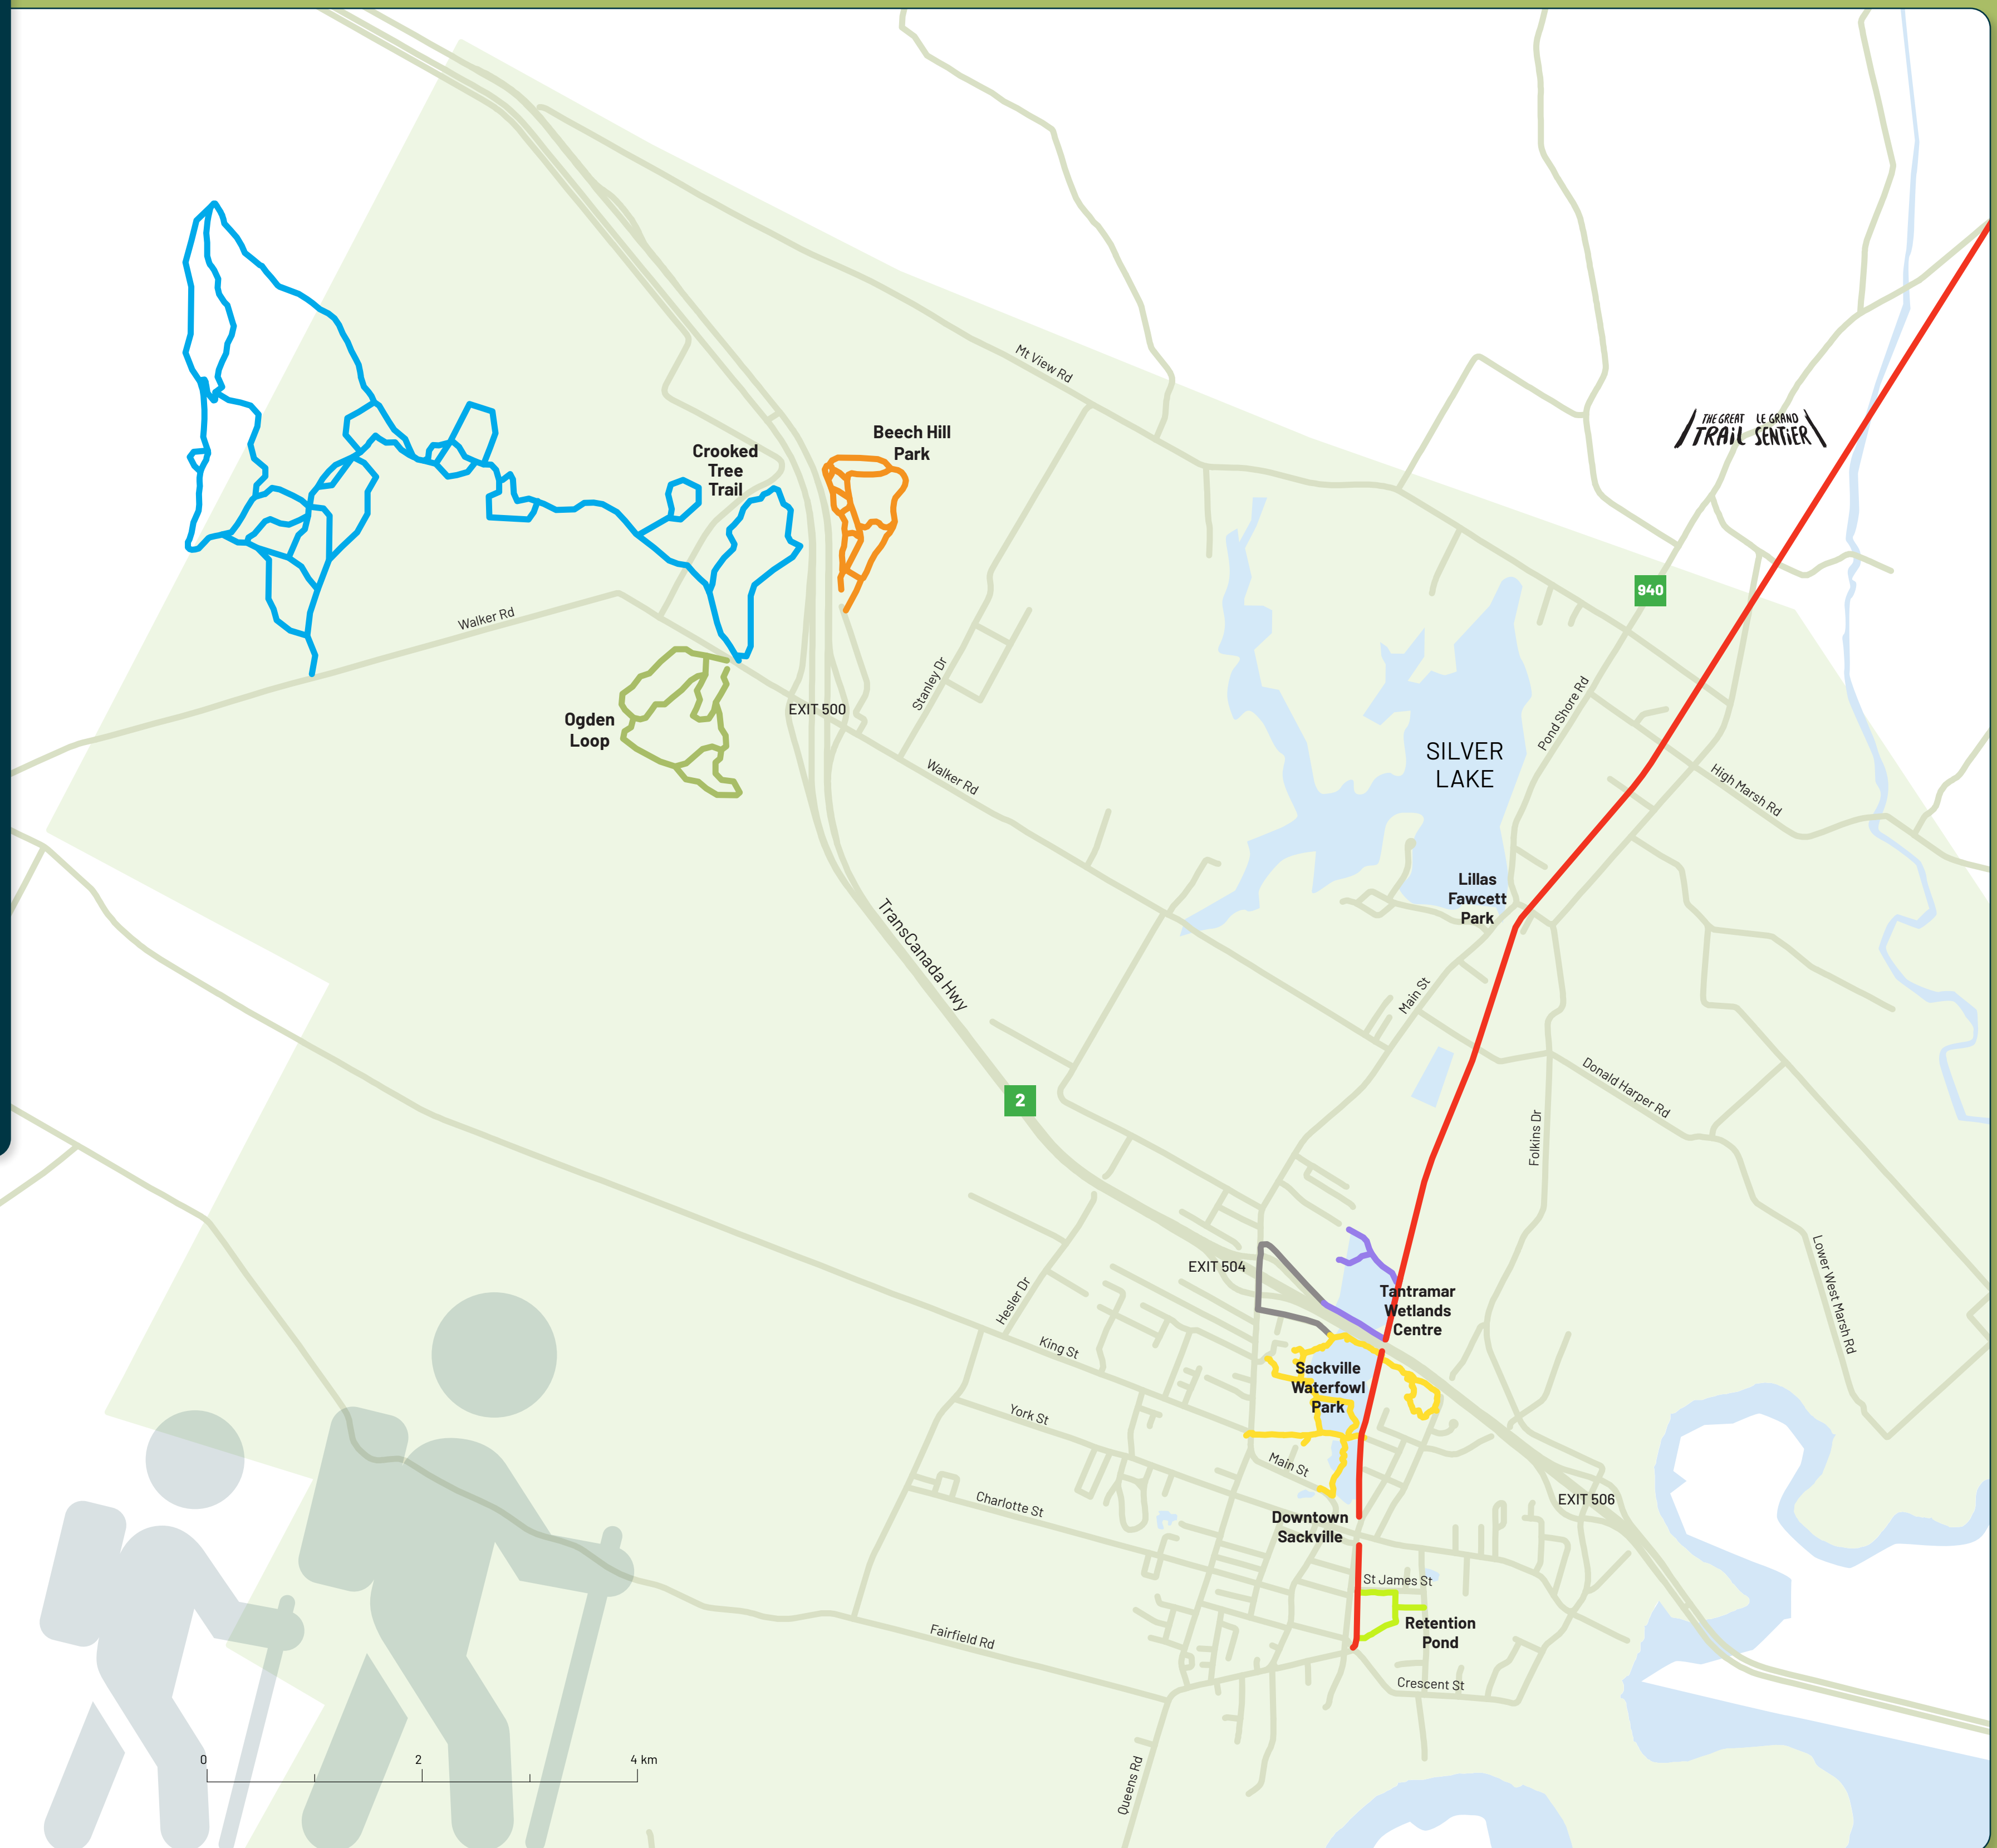 Mt View Rd
THE GREAT TRAIL
LE GRAND SENTIER
Beech Hill
Park
Crooked
Tree
Trail
940
Walker Rd
Stanley Dr
Pond Shore Rd
EXIT 500
Ogden
Loop
SILVER
LAKE
Walker Rd
High Marsh Rd
Lillas
Fawcett
Park
TransCanada Hwy
Main St
2
Donald Harper Rd
Folkins Dr
EXIT 504
Lower West Marsh Rd
Tantramar
Wetlands
Centre
Hesler Dr
King St
Sackville
Waterfowl
Park
York St
Main St
Charlotte St
EXIT 506
Downtown
Sackville
St James St
Retention
Pond
Fairfield Rd
Crescent St
Queens Rd
0 2 4 km